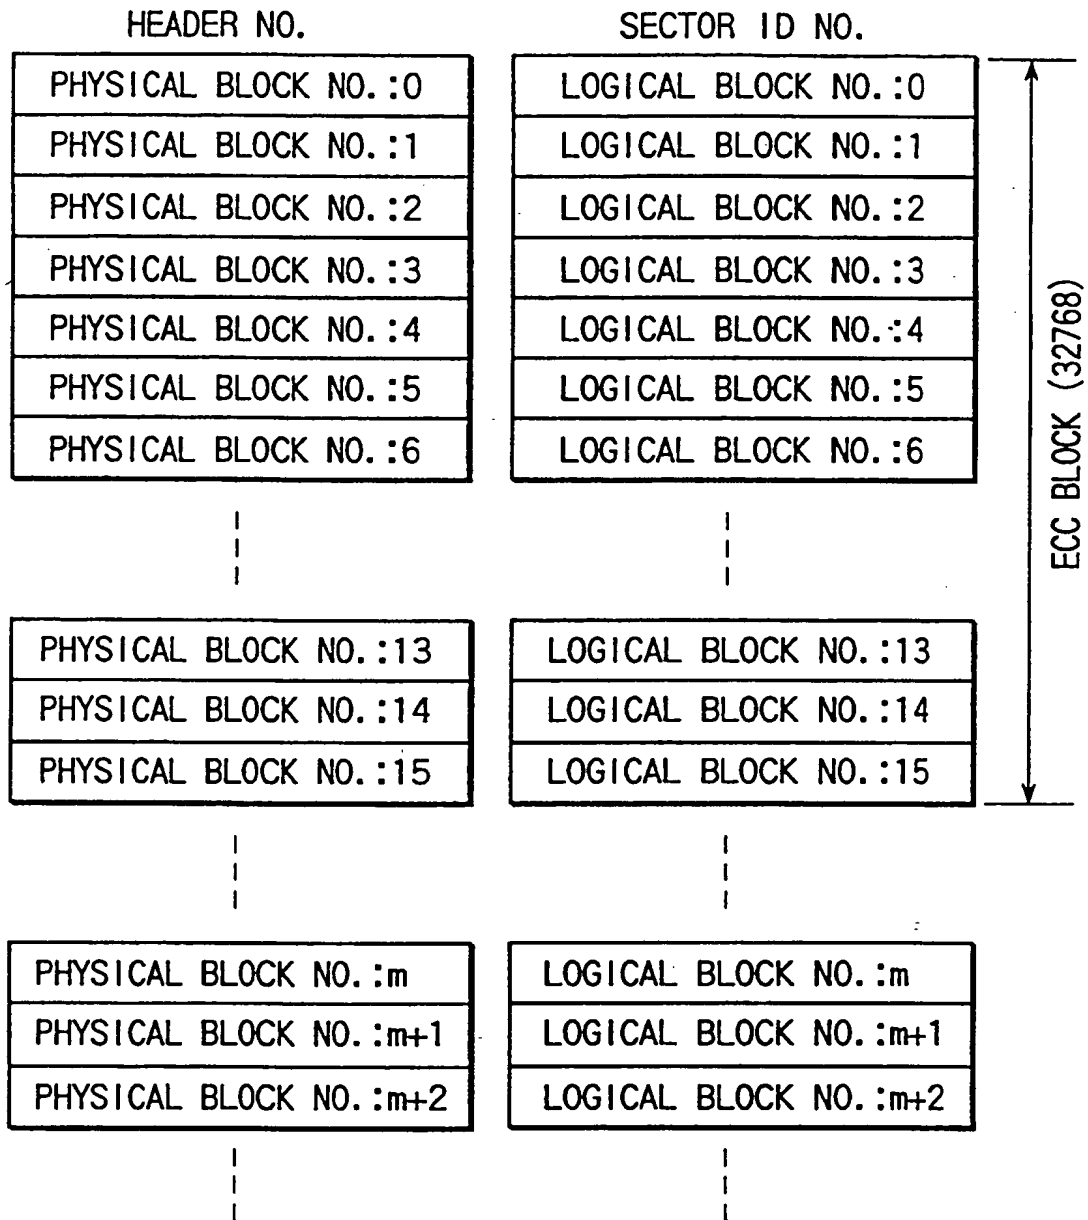 HEADER NO.
PHYSICAL BLOCK NO.:0
PHYSICAL BLOCK NO.:1
PHYSICAL BLOCK NO.:2
PHYSICAL BLOCK NO.:3
PHYSICAL BLOCK NO.:4
PHYSICAL BLOCK NO.:5
PHYSICAL BLOCK NO.:6
PHYSICAL BLOCK NO.:13
PHYSICAL BLOCK NO.:14
PHYSICAL BLOCK NO.:15
PHYSICAL BLOCK NO.:m
PHYSICAL BLOCK NO.:m+1
PHYSICAL BLOCK NO.:m+2
SECTOR ID NO.
LOGICAL BLOCK NO.:0
LOGICAL BLOCK NO.:1
LOGICAL BLOCK NO.:2
LOGICAL BLOCK NO.:3
LOGICAL BLOCK NO.:4
LOGICAL BLOCK NO.:5
LOGICAL BLOCK NO.:6
LOGICAL BLOCK NO.:13
LOGICAL BLOCK NO.:14
LOGICAL BLOCK NO.:15
LOGICAL BLOCK NO.:m
LOGICAL BLOCK NO.:m+1
LOGICAL BLOCK NO.:m+2
ECC BLOCK (32768)